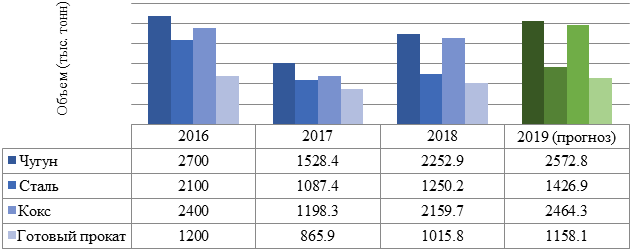 Объем (тыс. тонн)
2016 2017 2018 2019 (прогноз)
Чугун 2700 1528.4 2252.9 2572.8
Сталь 2100 1087.4 1250.2 1426.9
Кокс 2400 1198.3 2159.7 2464.3
Готовый прокат 1200 865.9 1015.8 1158.1